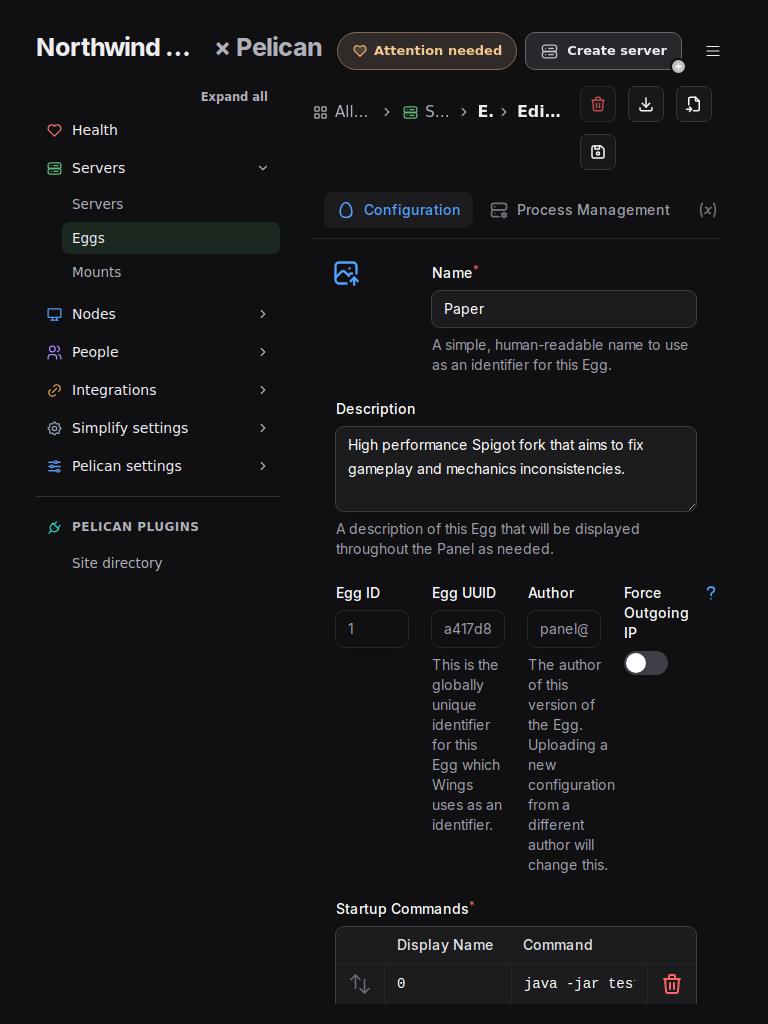 Northwind ... × Pelican
Attention needed
Create server
Expand all
Health
Servers
Servers
Eggs
Mounts
Nodes
People
Integrations
Simplify settings
Pelican settings
PELICAN PLUGINS
Site directory
All... > S... > E. > Edi...
Configuration
Process Management
(x)
Name*
Paper
A simple, human-readable name to use
as an identifier for this Egg.
Description
High performance Spigot fork that aims to fix
gameplay and mechanics inconsistencies.
A description of this Egg that will be displayed
throughout the Panel as needed.
Egg ID
1
Egg UUID
a417d8
This is the
globally
unique
identifier
for this
Egg which
Wings
uses as an
identifier.
Author
panel@
The author
of this
version of
the Egg.
Uploading a
new
configuration
from a
different
author will
change this.
Force
Outgoing
IP
?
Startup Commands*
Display Name
Command
0
java -jar tes